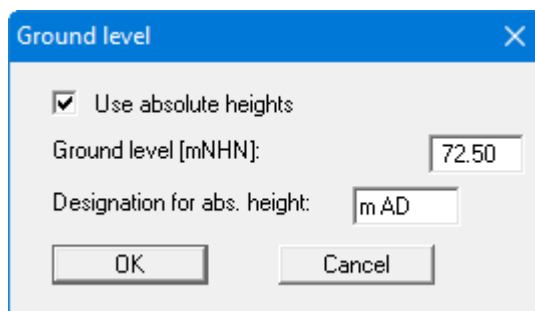 Ground level
Use absolute heights
Ground level [mNHN]: 72.50
Designation for abs. height: m AD
OK Cancel